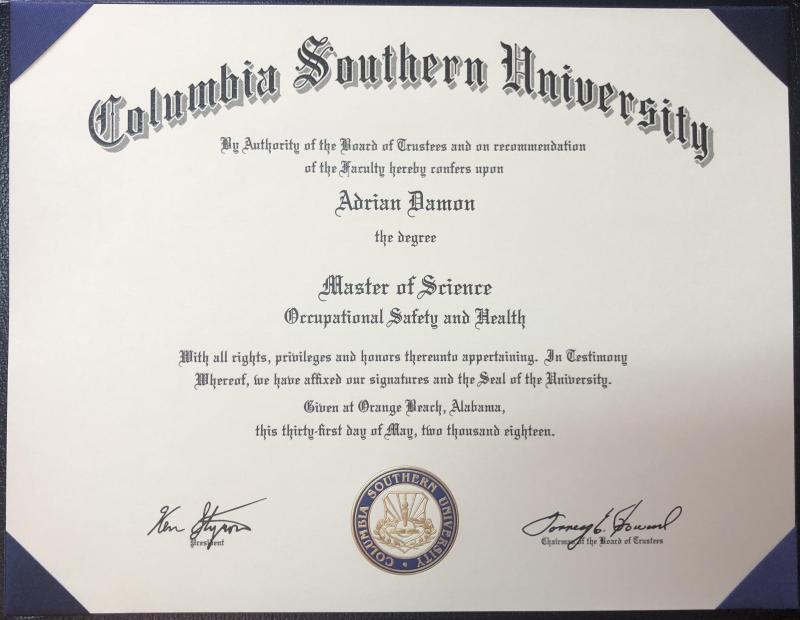 Columbia Southern University
By Authority of the Board of Trustees and on recommendation
of the Faculty hereby confers upon
Adrian Damon
the degree
Master of Science
Occupational Safety and Health
With all rights, privileges and honors thereunto appertaining. In Testimony
Whereof, we have affixed our signatures and the Seal of the University.
Given at Orange Beach, Alabama,
this thirty-first day of May, two thousand eighteen.
Ken Styron
President
COLUMBIA SOUTHERN UNIVERSITY
Chairman of the Board of Trustees